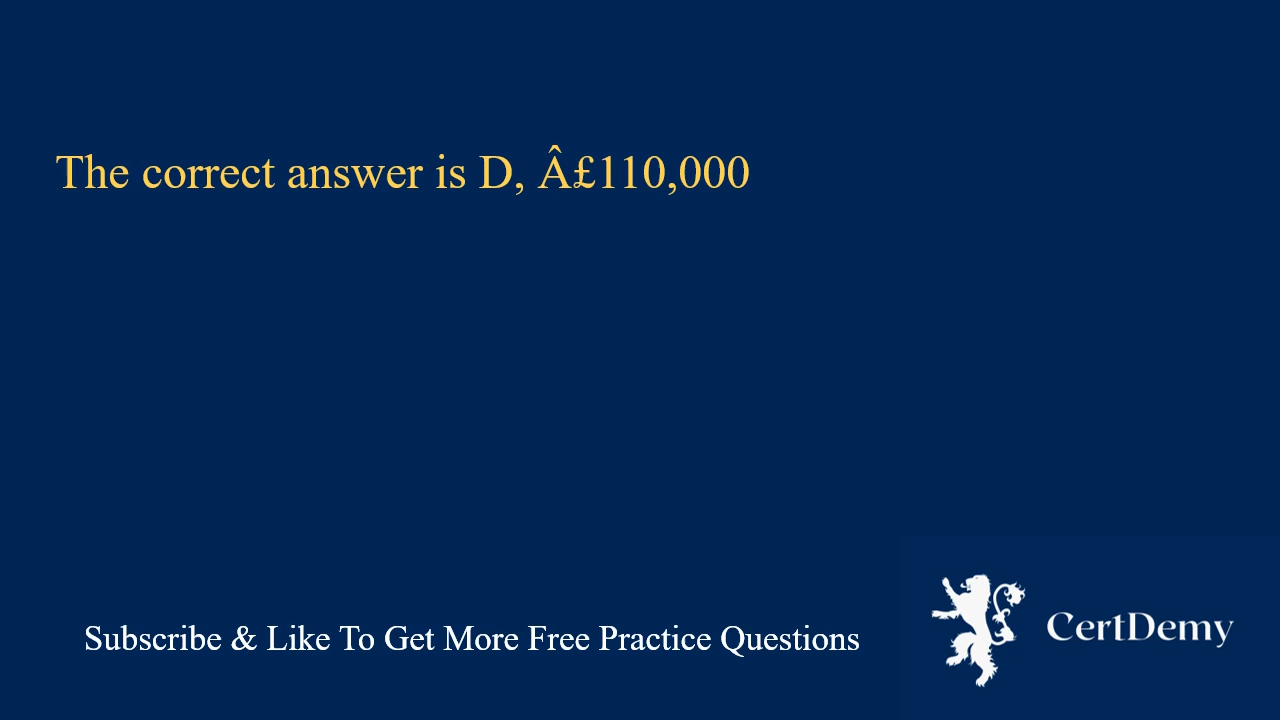 The correct answer is D, Â£110,000
Subscribe & Like To Get More Free Practice Questions
CertDemy